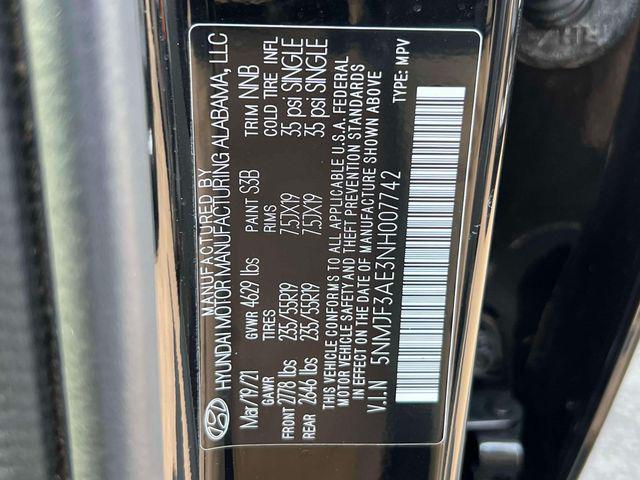 MANUFACTURED BY
HYUNDAI MOTOR MANUFACTURING ALABAMA, LLC
Mar/19/21 GVWR 4629 lbs PAINT S3B TRIM NNB
GAWR TIRES RIMS COLD TIRE INFL
FRONT 2778 lbs 235/55R19 7.5JX19 35 psi SINGLE
REAR 2646 lbs 235/55R19 7.5JX19 35 psi SINGLE
THIS VEHICLE CONFORMS TO ALL APPLICABLE U.S.A. FEDERAL
MOTOR VEHICLE SAFETY AND THEFT PREVENTION STANDARDS
IN EFFECT ON THE DATE OF MANUFACTURE SHOWN ABOVE
V.I.N 5NMJF3AE3NH007742 TYPE: MPV